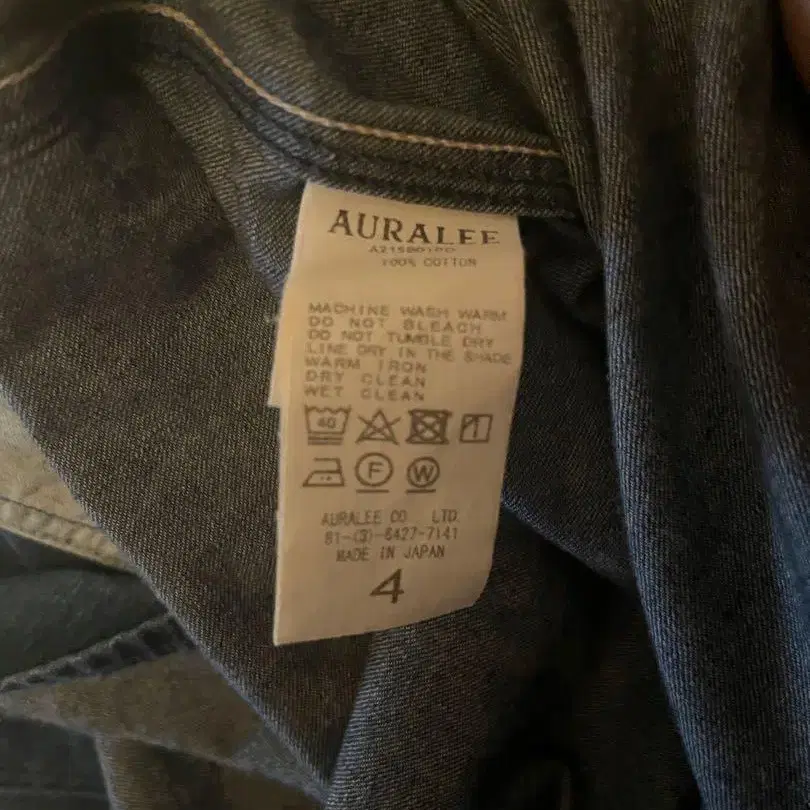 AURALEE
100% COTTON
MACHINE WASH WARM
DO NOT BLEACH
DO NOT TUMBLE DRY
LINE DRY IN THE SHADE
WARM IRON
DRY CLEAN
WET CLEAN
40
F W
AURALEE CO. LTD.
81-(3)-6427-7141
MADE IN JAPAN
4